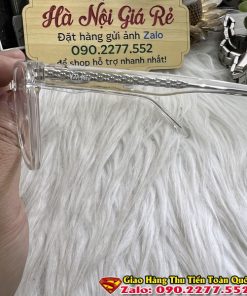 Hà Nội Giá Rẻ
Đặt hàng gửi ảnh Zalo
090.2277.552
để shop hỗ trợ nhanh nhất!
Giao Hàng Thu Tiền Toàn Quốc
Zalo: 090.2277.552